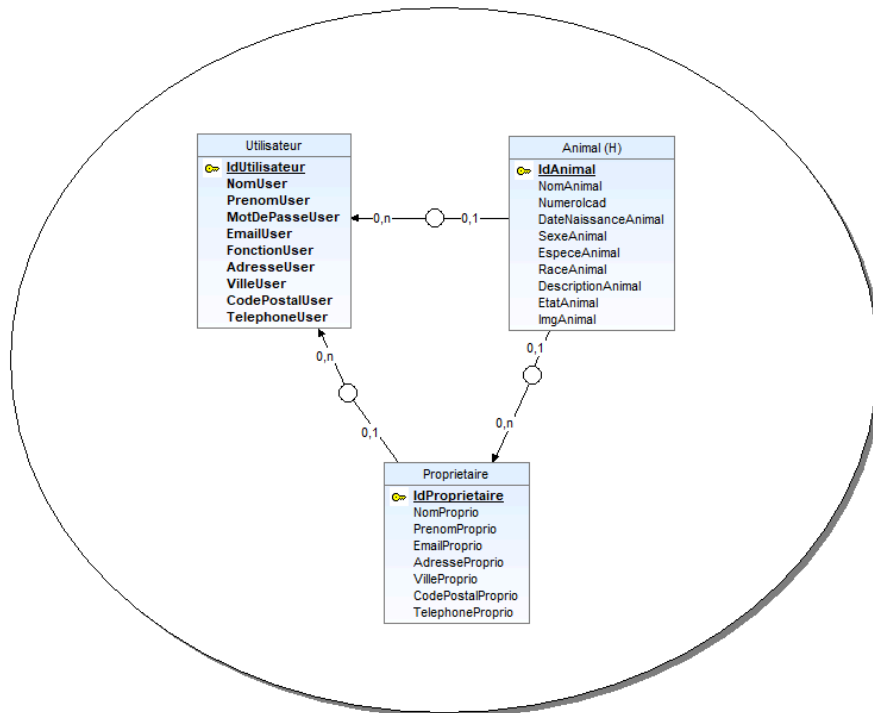 Utilisateur
IdUtilisateur
NomUser
PrenomUser
MotDePasseUser
EmailUser
FonctionUser
AdresseUser
VilleUser
CodePostalUser
TelephoneUser
0,n
0,1
Animal (H)
IdAnimal
NomAnimal
NumeroIcad
DateNaissanceAnimal
SexeAnimal
EspeceAnimal
RaceAnimal
DescriptionAnimal
EtatAnimal
ImgAnimal
0,n
0,1
0,1
0,n
Proprietaire
IdProprietaire
NomProprio
PrenomProprio
EmailProprio
AdresseProprio
VilleProprio
CodePostalProprio
TelephoneProprio